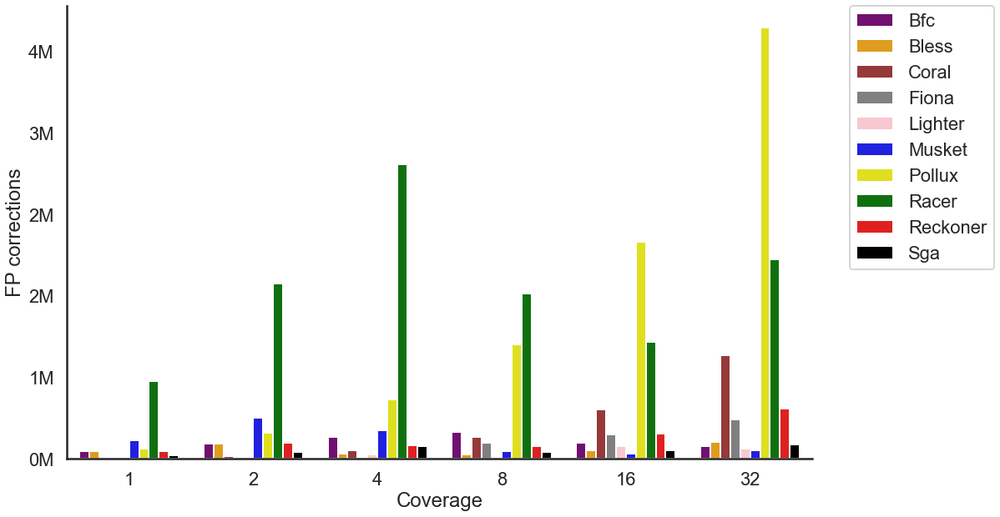 4M
3M
2M
2M
1M
0M
FP corrections
1 2 4 8 16 32
Coverage
Bfc
Bless
Coral
Fiona
Lighter
Musket
Pollux
Racer
Reckoner
Sga